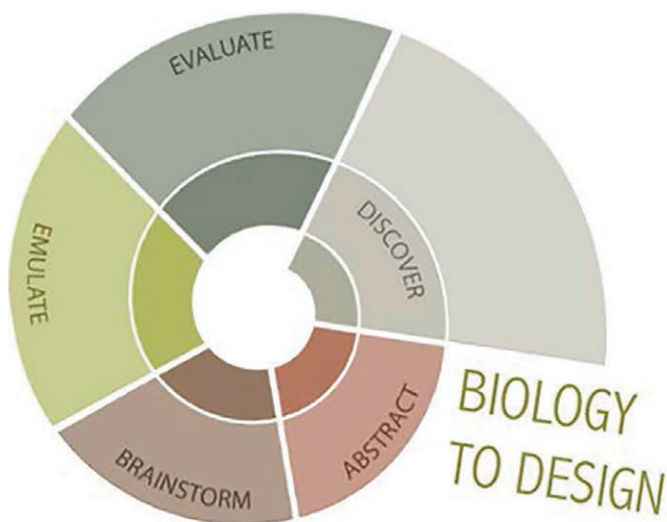 EVALUATE
DISCOVER
ABSTRACT
BRAINSTORM
EMULATE
BIOLOGY
TO DESIGN